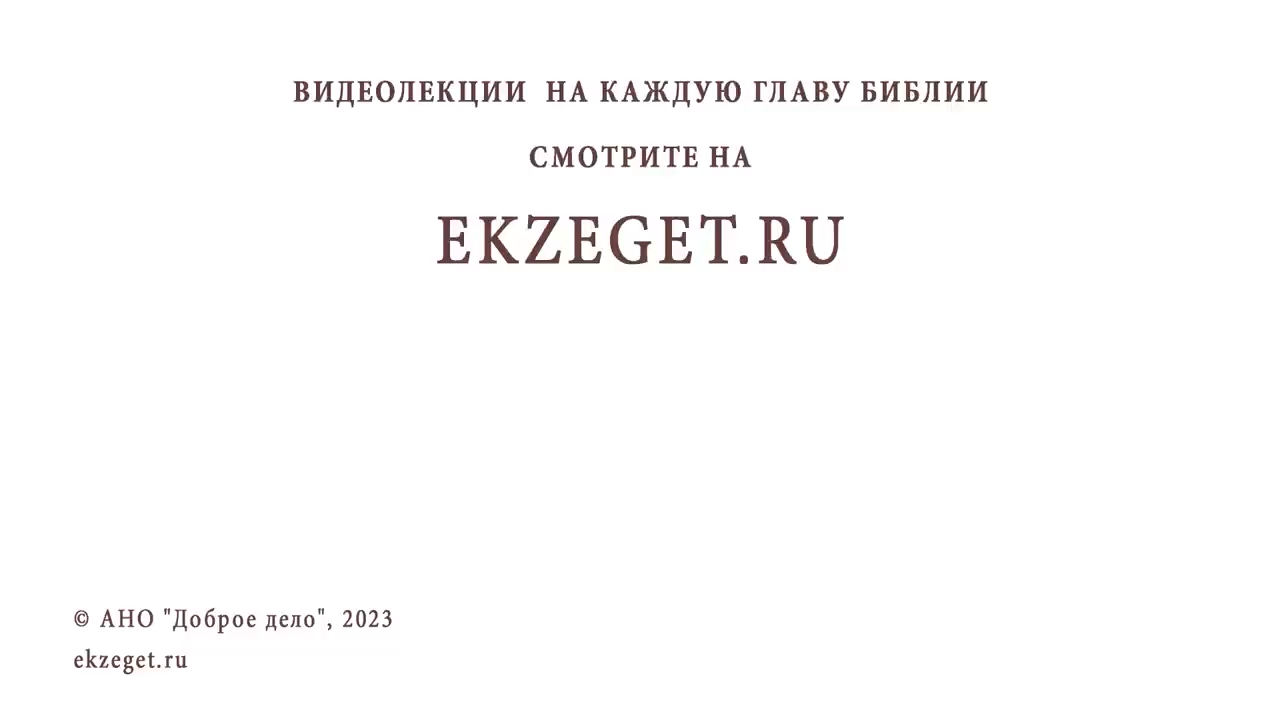 ВИДЕОЛЕКЦИИ НА КАЖДУЮ ГЛАВУ БИБЛИИ
СМОТРИТЕ НА
EKZEGET.RU
© АНО "Доброе дело", 2023
ekzeget.ru